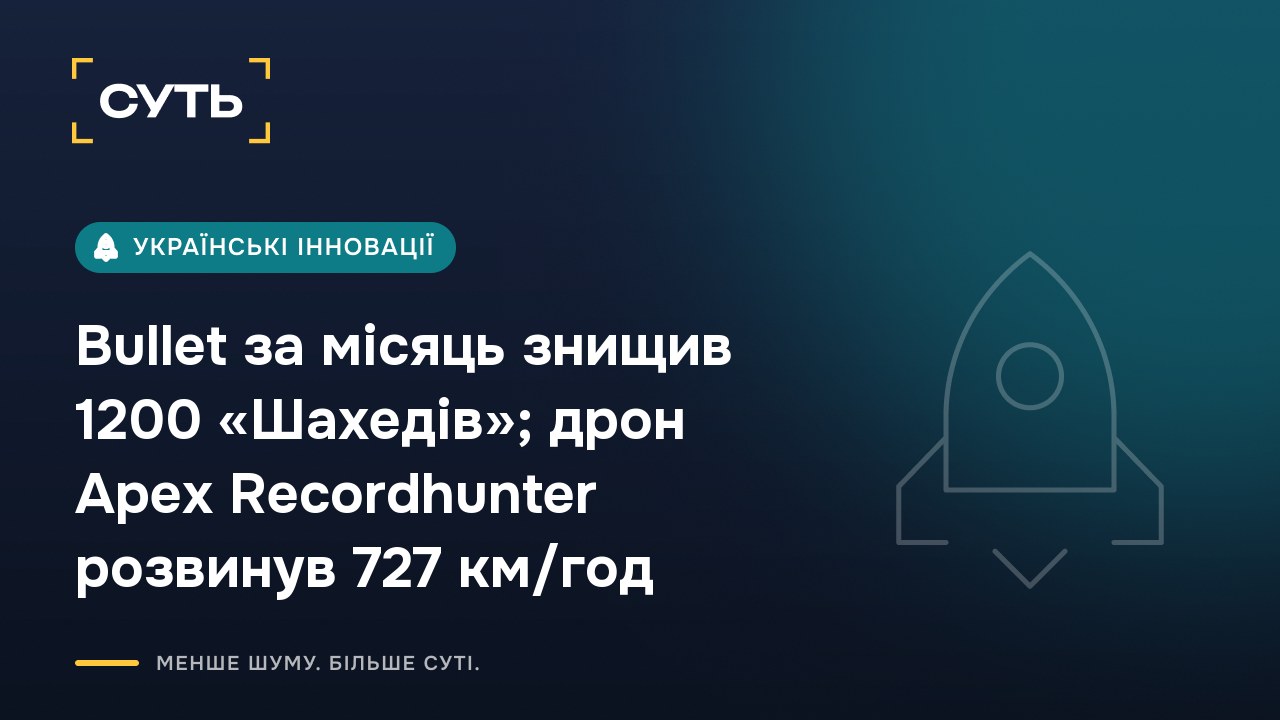 СУТЬ
УКРАЇНСЬКІ ІННОВАЦІЇ
Bullet за місяць знищив
1200 «Шахедів»; дрон
Apex Recordhunter
розвинув 727 км/год
МЕНШЕ ШУМУ. БІЛЬШЕ СУТІ.